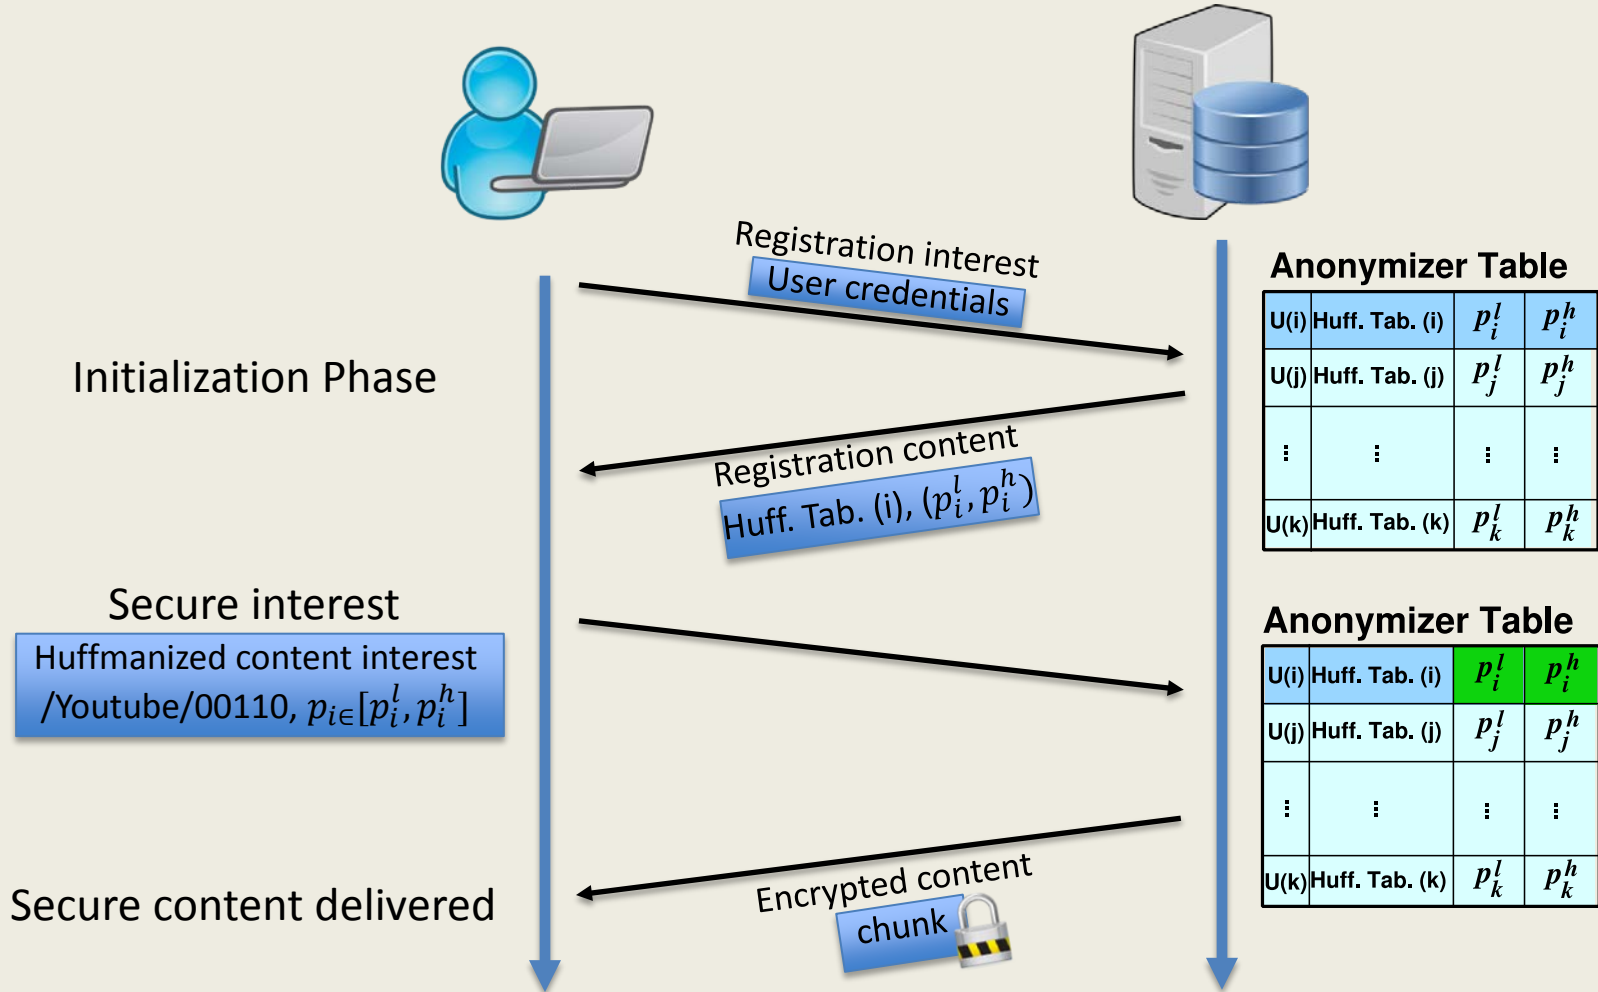 Registration interest
User credentials
Initialization Phase
Registration content
Huff. Tab. (i), (p_i^l, p_i^h)
Anonymizer Table
U(i) Huff. Tab. (i) p_i^l p_i^h
U(j) Huff. Tab. (j) p_j^l p_j^h
⋮ ⋮ ⋮ ⋮
U(k) Huff. Tab. (k) p_k^l p_k^h
Secure interest
Huffmanized content interest
/Youtube/00110, p_{i∈}[p_i^l, p_i^h]
Anonymizer Table
U(i) Huff. Tab. (i) p_i^l p_i^h
U(j) Huff. Tab. (j) p_j^l p_j^h
⋮ ⋮ ⋮ ⋮
U(k) Huff. Tab. (k) p_k^l p_k^h
Secure content delivered
Encrypted content
chunk